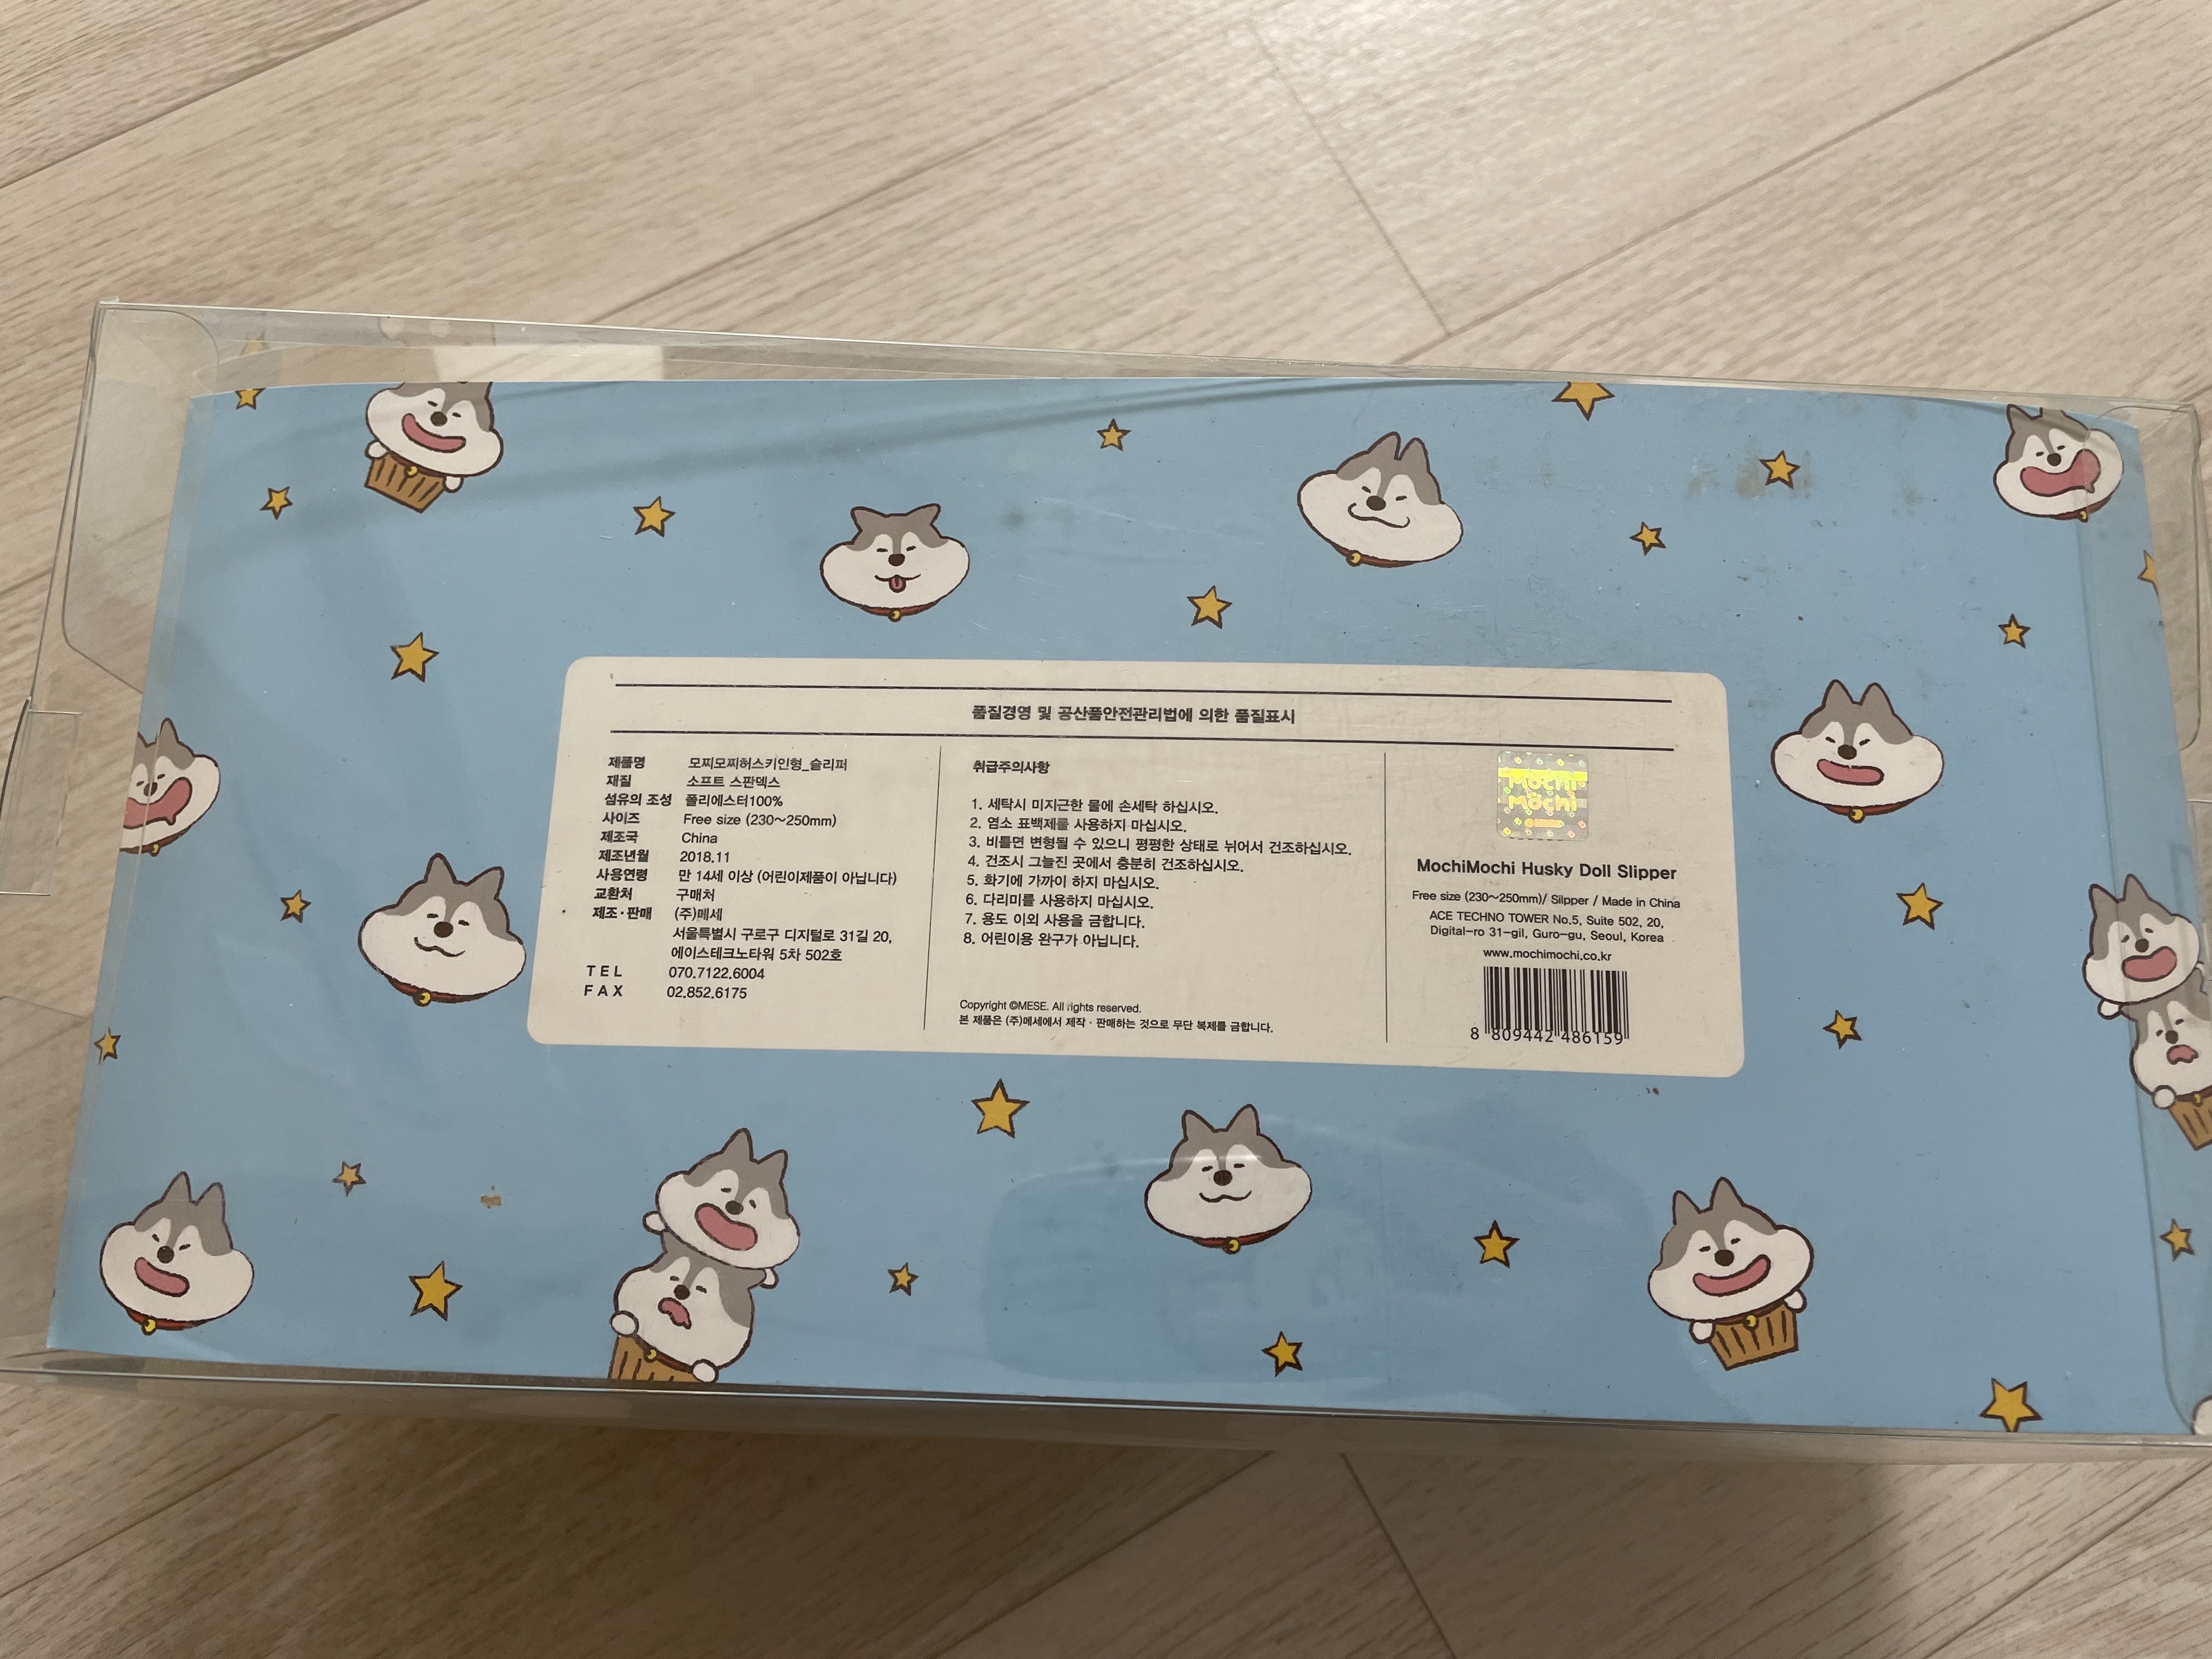 품질경영 및 공산품안전관리법에 의한 품질표시
제품명 모찌모찌허스키인형_슬리퍼
재질 소프트 스판덱스
섬유의 조성 폴리에스터100%
사이즈 Free size (230~250mm)
제조국 China
제조년월 2018.11
사용연령 만 14세 이상 (어린이제품이 아닙니다)
교환처 구매처
제조·판매 (주)메세
서울특별시 구로구 디지털로 31길 20,
에이스테크노타워 5차 502호
TEL 070.7122.6004
FAX 02.852.6175
취급주의사항
1. 세탁시 미지근한 물에 손세탁 하십시오.
2. 염소 표백제를 사용하지 마십시오.
3. 비틀면 변형될 수 있으니 평평한 상태로 뉘어서 건조하십시오.
4. 건조시 그늘진 곳에서 충분히 건조하십시오.
5. 화기에 가까이 하지 마십시오.
6. 다리미를 사용하지 마십시오.
7. 용도 이외 사용을 금합니다.
8. 어린이용 완구가 아닙니다.
Copyright ©MESE. All rights reserved.
본 제품은 (주)메세에서 제작 · 판매하는 것으로 무단 복제를 금합니다.
Mochi
Mochi
MochiMochi Husky Doll Slipper
Free size (230~250mm)/ Slipper / Made in China
ACE TECHNO TOWER No.5, Suite 502, 20,
Digital-ro 31-gil, Guro-gu, Seoul, Korea
www.mochimochi.co.kr
8 809442 486159